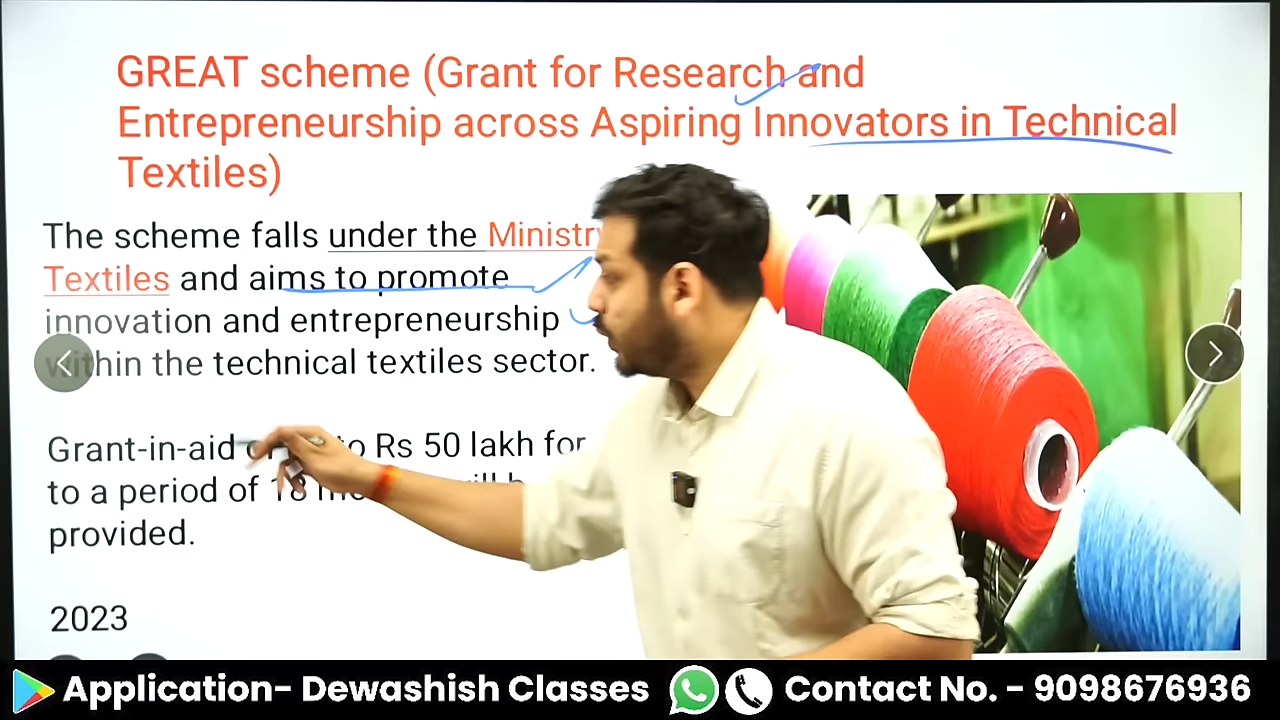 GREAT scheme (Grant for Research and
Entrepreneurship across Aspiring Innovators in Technical
Textiles)
The scheme falls under the Ministry
Textiles and aims to promote
innovation and entrepreneurship
within the technical textiles sector.
Grant-in-aid to Rs 50 lakh for
to a period of 18
provided.
2023
Application- Dewashish Classes
Contact No. - 9098676936